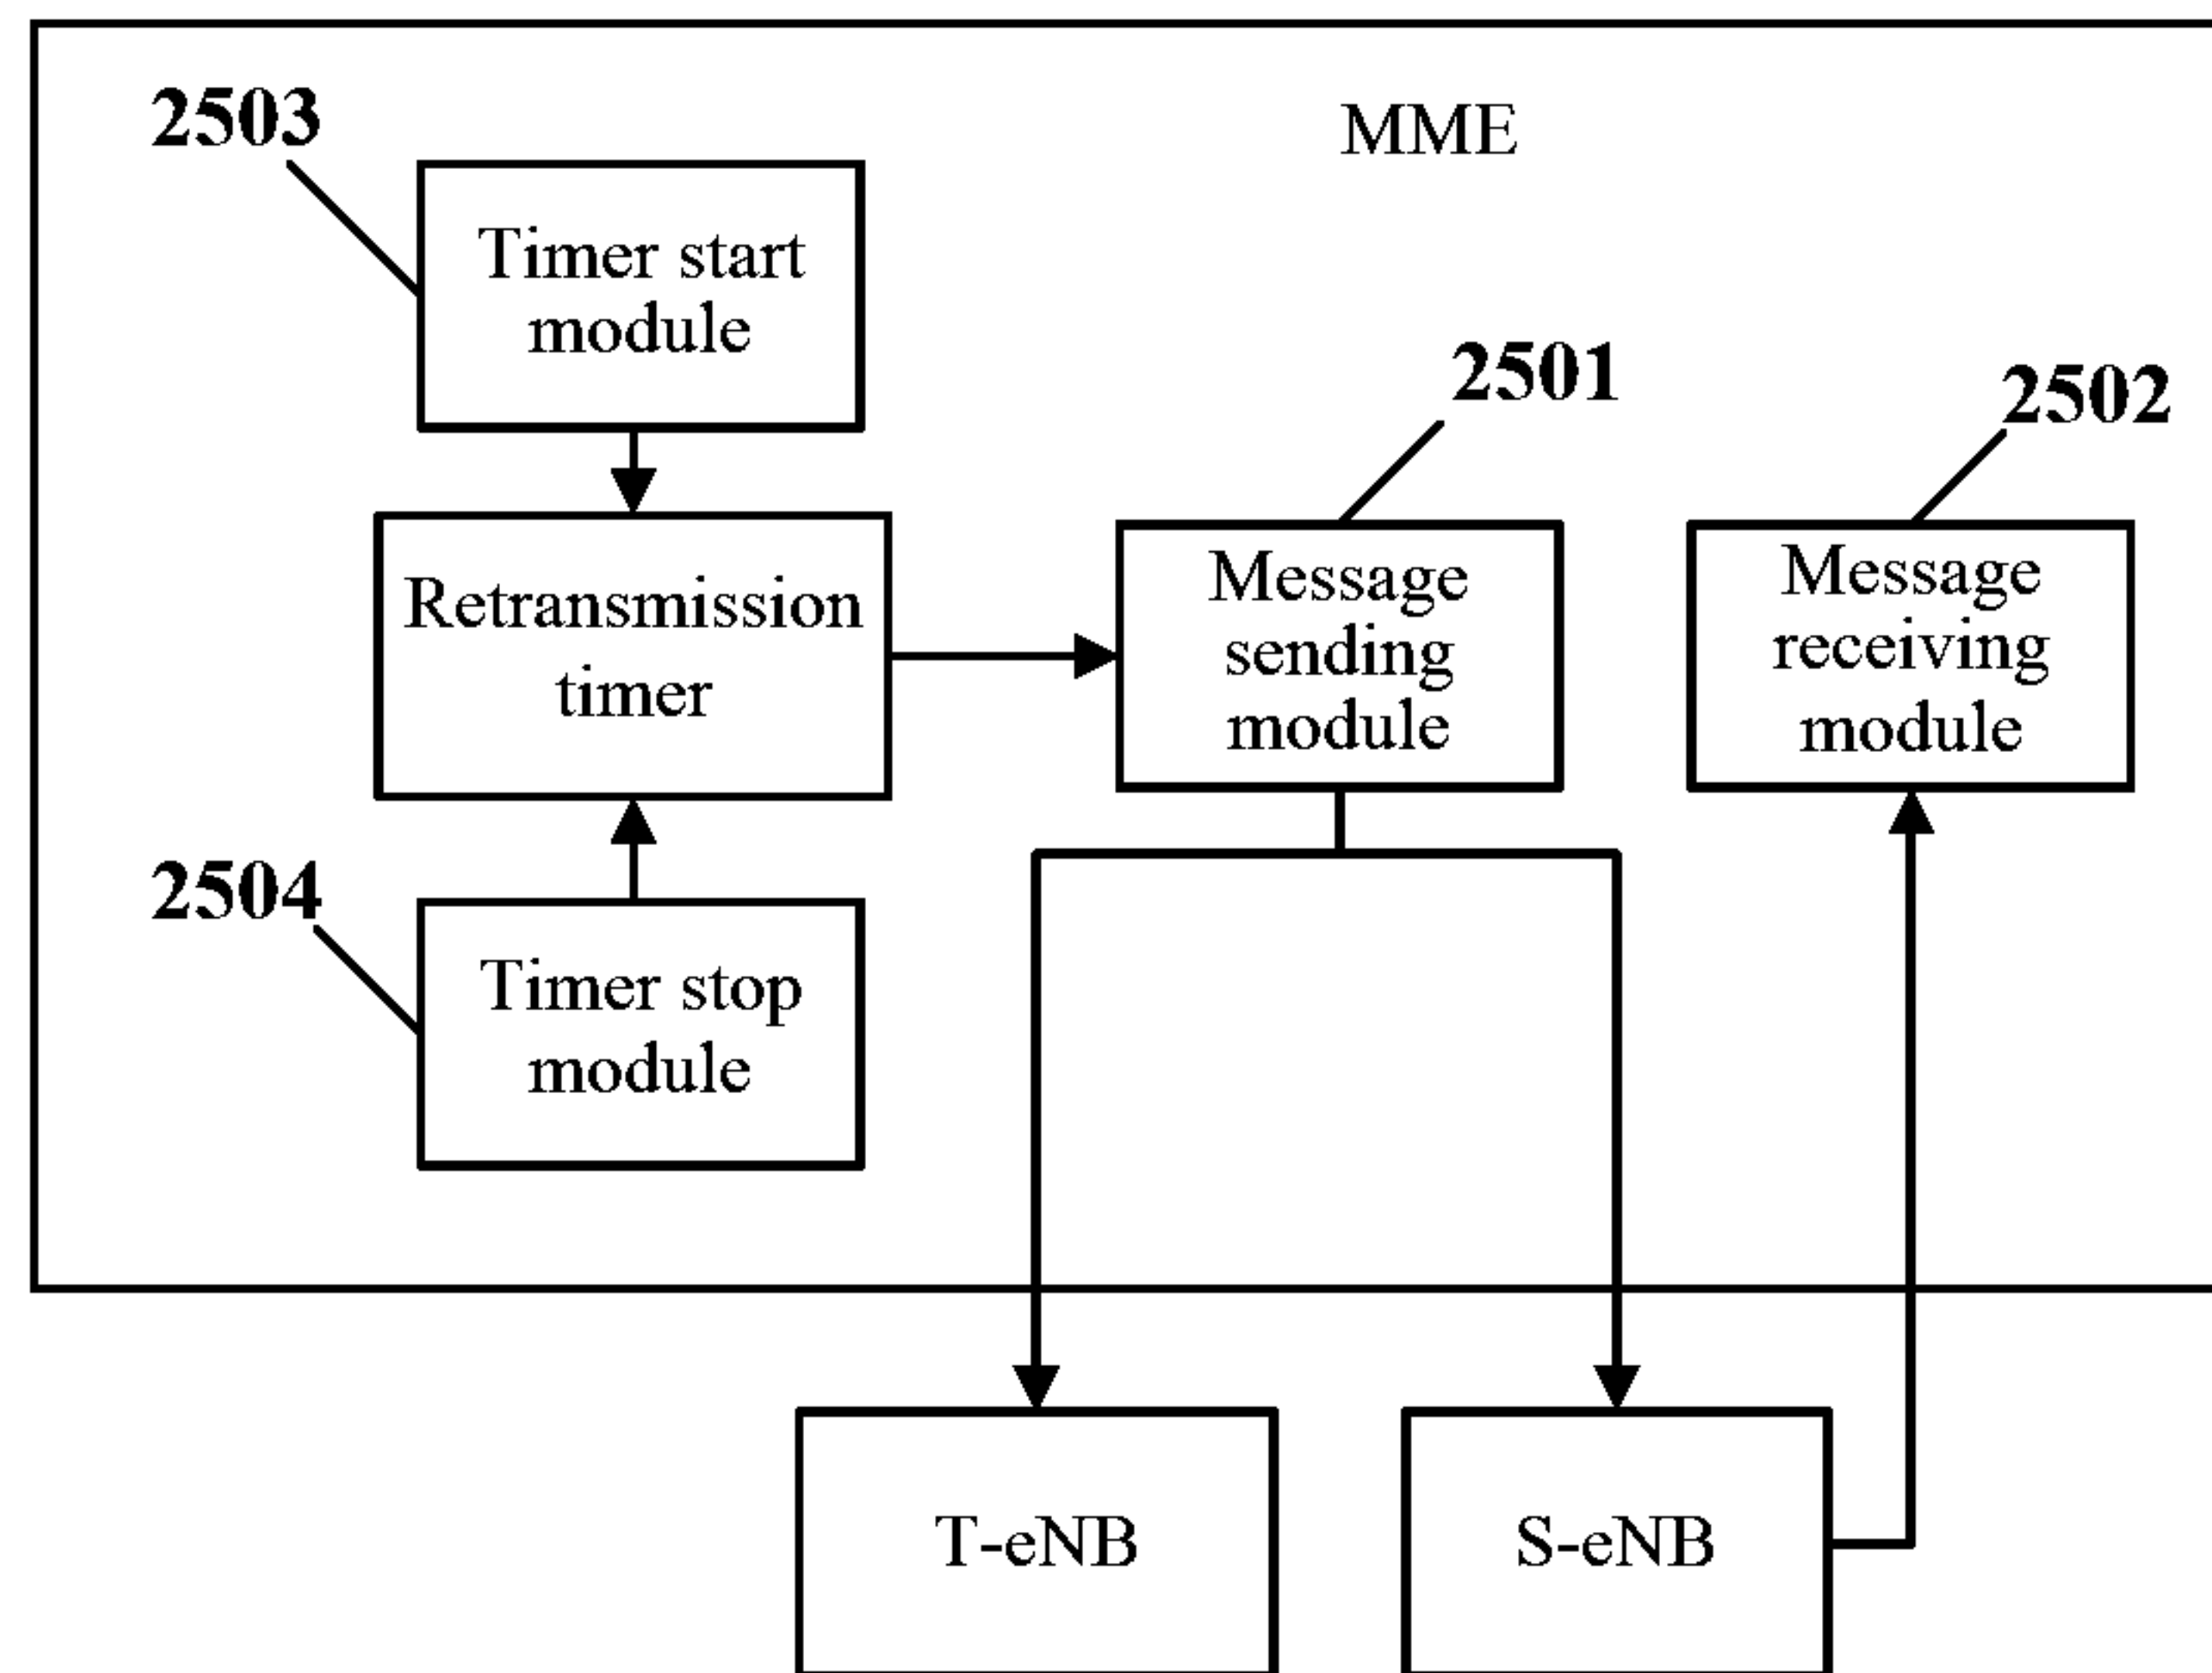 2503
MME
Timer start
module
2501
2502
Retransmission
timer
Message
sending
module
Message
receiving
module
2504
Timer stop
module
T-eNB
S-eNB